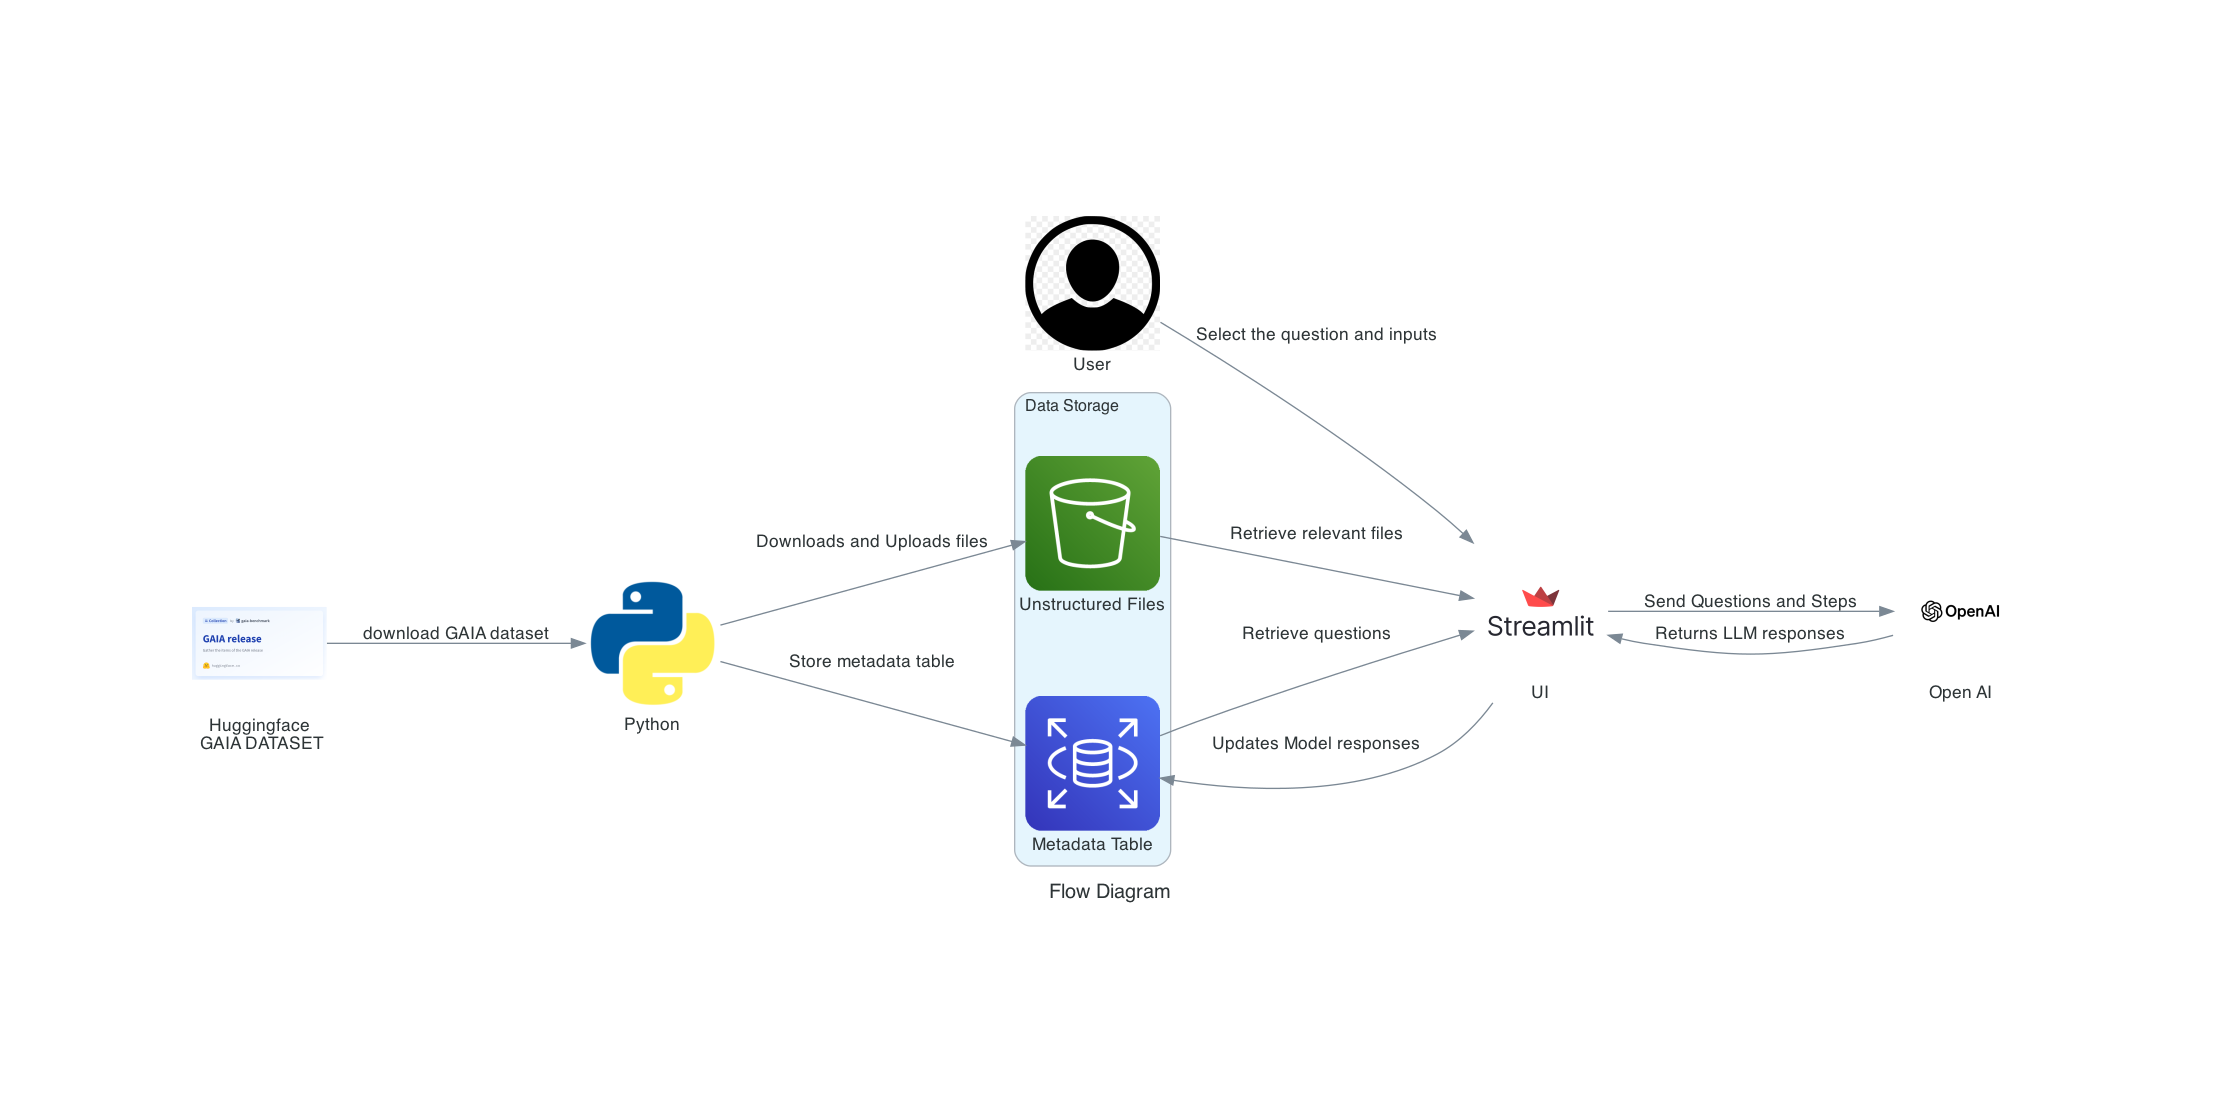 User
Select the question and inputs
Data Storage
Downloads and Uploads files
Unstructured Files
Retrieve relevant files
GAIA release
download GAIA dataset
Huggingface
GAIA DATASET
Python
Store metadata table
Retrieve questions
Streamlit
UI
Send Questions and Steps
Returns LLM responses
OpenAI
Open AI
Updates Model responses
Metadata Table
Flow Diagram